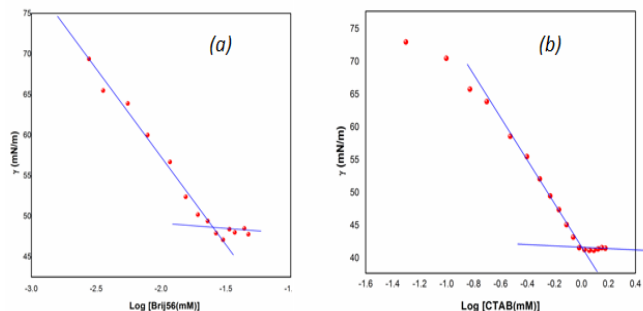 (a)
75
70
65
60
55
50
45
γ (mN/m)
-3.0 -2.5 -2.0 -1.5 -1.
Log [Brij56(mM)]
(b)
75
70
65
60
55
50
45
40
γ (mN/m)
-1.6 -1.4 -1.2 -1.0 -0.8 -0.6 -0.4 -0.2 0.0 0.2 0.4
Log [CTAB(mM)]